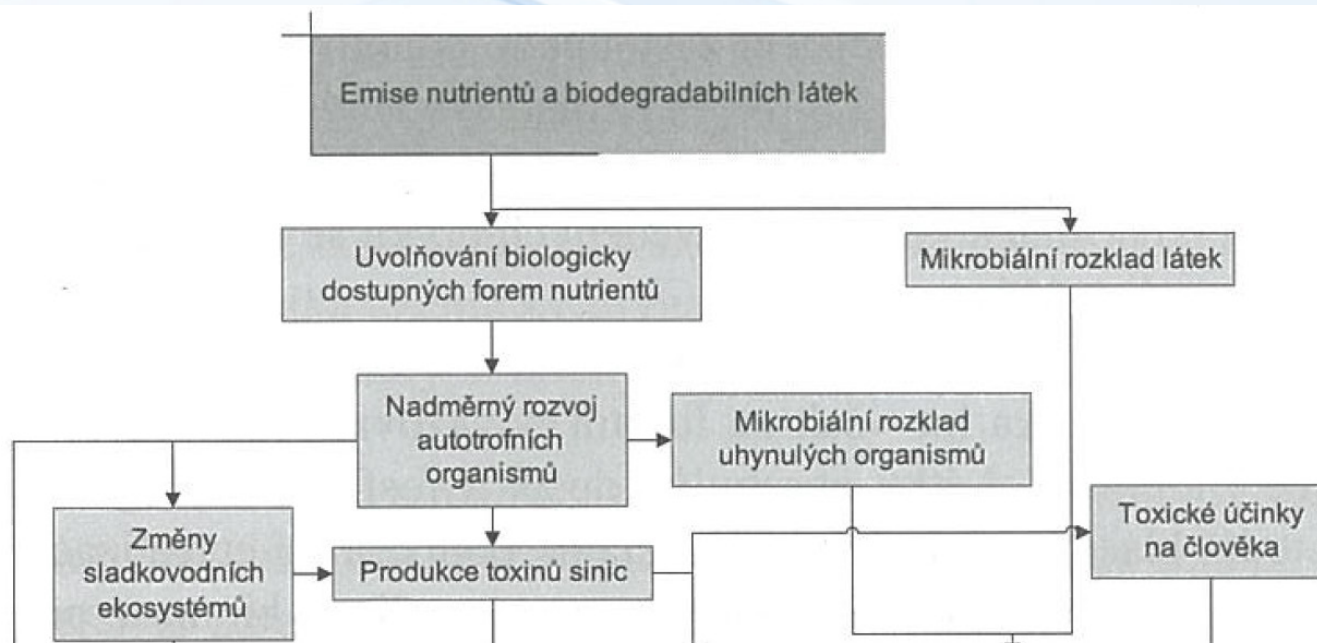 Emise nutrientů a biodegradabilních látek
Uvolňování biologicky
dostupných forem nutrientů
Mikrobiální rozklad látek
Nadměrný rozvoj
autotrofních
organismů
Mikrobiální rozklad
uhynulých organismů
Změny
sladkovodních
ekosystémů
Produkce toxinů sinic
Toxické účinky
na člověka